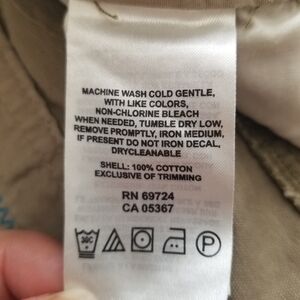 MACHINE WASH COLD GENTLE,
WITH LIKE COLORS,
NON-CHLORINE BLEACH
WHEN NEEDED, TUMBLE DRY LOW,
REMOVE PROMPTLY, IRON MEDIUM,
IF PRESENT DO NOT IRON DECAL,
DRYCLEANABLE
SHELL: 100% COTTON
EXCLUSIVE OF TRIMMING
RN 69724
CA 05367
P